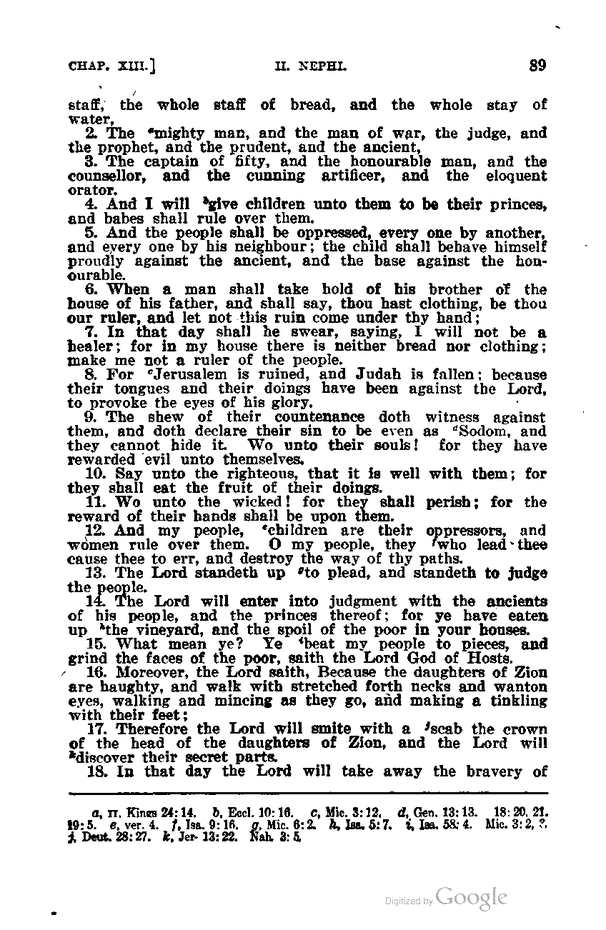 CHAP. XIII.] II. NEPHI. 89
staff, the whole staff of bread, and the whole stay of
water,
2. The ᵃmighty man, and the man of war, the judge, and
the prophet, and the prudent, and the ancient,
3. The captain of fifty, and the honourable man, and the
counsellor, and the cunning artificer, and the eloquent
orator.
4. And I will ᵇgive children unto them to be their princes,
and babes shall rule over them.
5. And the people shall be oppressed, every one by another,
and every one by his neighbour; the child shall behave himself
proudly against the ancient, and the base against the hon-
ourable.
6. When a man shall take hold of his brother of the
house of his father, and shall say, thou hast clothing, be thou
our ruler, and let not this ruin come under thy hand;
7. In that day shall he swear, saying, I will not be a
healer; for in my house there is neither bread nor clothing;
make me not a ruler of the people.
8. For ᶜJerusalem is ruined, and Judah is fallen; because
their tongues and their doings have been against the Lord,
to provoke the eyes of his glory.
9. The shew of their countenance doth witness against
them, and doth declare their sin to be even as ᵈSodom, and
they cannot hide it. Wo unto their souls! for they have
rewarded evil unto themselves.
10. Say unto the righteous, that it is well with them; for
they shall eat the fruit of their doings.
11. Wo unto the wicked! for they shall perish; for the
reward of their hands shall be upon them.
12. And my people, ᵉchildren are their oppressors, and
women rule over them. O my people, they ᶠwho lead thee
cause thee to err, and destroy the way of thy paths.
13. The Lord standeth up ᵍto plead, and standeth to judge
the people.
14. The Lord will enter into judgment with the ancients
of his people, and the princes thereof; for ye have eaten
up ʰthe vineyard, and the spoil of the poor in your houses.
15. What mean ye? Ye ⁱbeat my people to pieces, and
grind the faces of the poor, saith the Lord God of Hosts.
16. Moreover, the Lord saith, Because the daughters of Zion
are haughty, and walk with stretched forth necks and wanton
eyes, walking and mincing as they go, and making a tinkling
with their feet;
17. Therefore the Lord will smite with a ʲscab the crown
of the head of the daughters of Zion, and the Lord will
ᵏdiscover their secret parts.
18. In that day the Lord will take away the bravery of
a, II. Kings 24:14. b, Eccl. 10:16. c, Mic. 3:12. d, Gen. 13:13. 18:20, 21.
19:5. e, ver. 4. f, Isa. 9:16. g, Mic. 6:2. h, Isa. 5:7. i, Isa. 58:4. Mic. 3:2,
j, Deut. 28:27. k, Jer. 13:22. Nah. 3:5.
Digitized by Google